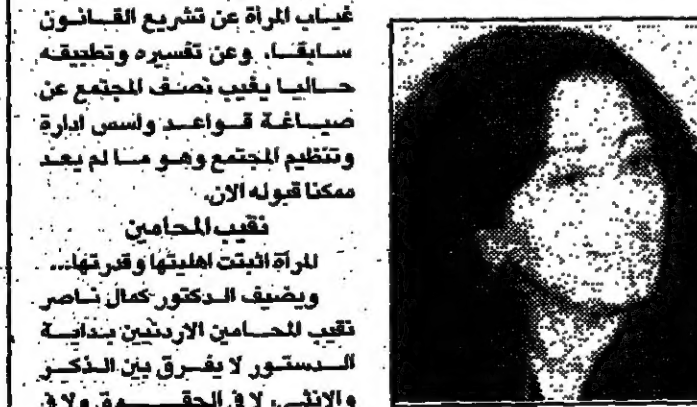 غياب المرأة عن تشريع القانون
سابقا، وعن تفسيره وتطبيقه
حاليا يغيب نصف المجتمع عن
صياغة قواعد واسس ادارة
وتنظيم المجتمع وهو ما لم يعد
ممكنا قبوله الان.
نقيب المحامين
المرأة اثبتت اهليتها وقدرتها...
ويضيف الدكتور كمال ناصر
نقيب المحامين الاردنيين بداية
الدستور لا يفرق بين الذكر
والانثى، لا في الحقوق ولا في